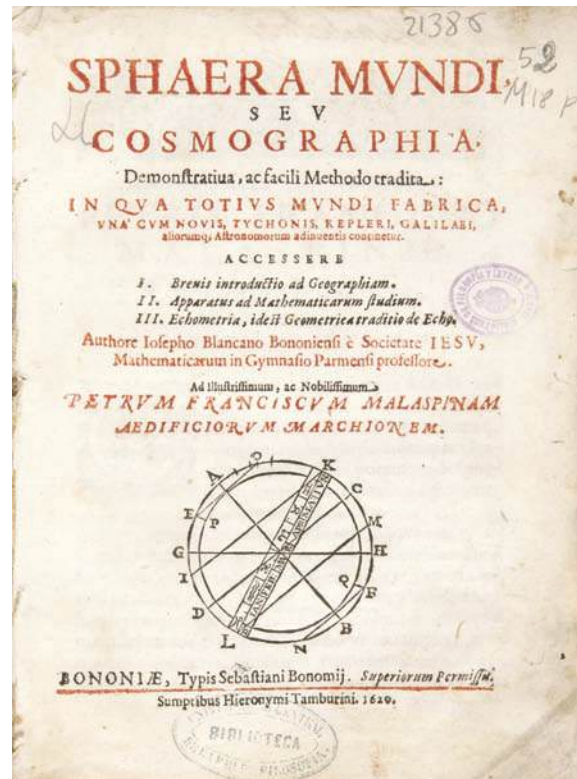 21386
52
M18
SPHAERA MVNDI,
SEV
COSMOGRAPHIA,
Demonſtratiua, ac facili Methodo tradita:
IN QVA TOTIVS MVNDI FABRICA,
VNA CVM NOVIS, TYCHONIS, KEPLERI, GALILAEI,
aliorumq; Aſtronomorum adinuentis continetur.
ACCESSERE
I. Breuis introductio ad Geographiam.
II. Apparatus ad Mathematicarum ſtudium.
III. Echometria, ideſt Geometrica traditio de Echo.
Authore Ioſepho Blancano Bononienſi è Societate IESV,
Mathematicarum in Gymnaſio Parmenſi profeſſore.
Ad Illuſtriſſimum, ac Nobiliſſimum
PETRVM FRANCISCVM MALASPINAM
AEDIFICIORVM MARCHIONEM.
O
A K
C
E P M
G H
I Q
D F
L B
N
BONONIÆ, Typis Sebaſtiani Bonomij. Superiorum Permiſſu.
Sumptibus Hieronymi Tamburini. 1620.
BIBLIOTECA